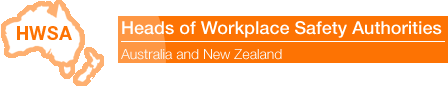 HWSA
Heads of Workplace Safety Authorities
Australia and New Zealand